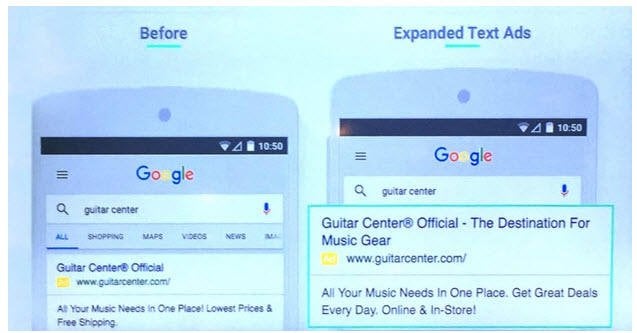 Before
10:50
Google
guitar center
ALL SHOPPING MAPS VIDEOS NEWS IMA
Guitar Center® Official
Ad www.guitarcenter.com/
All Your Music Needs In One Place! Lowest Prices &
Free Shipping.
Expanded Text Ads
10:50
Google
guitar center
Guitar Center® Official - The Destination For
Music Gear
Ad www.guitarcenter.com/
All Your Music Needs In One Place. Get Great Deals
Every Day. Online & In-Store!